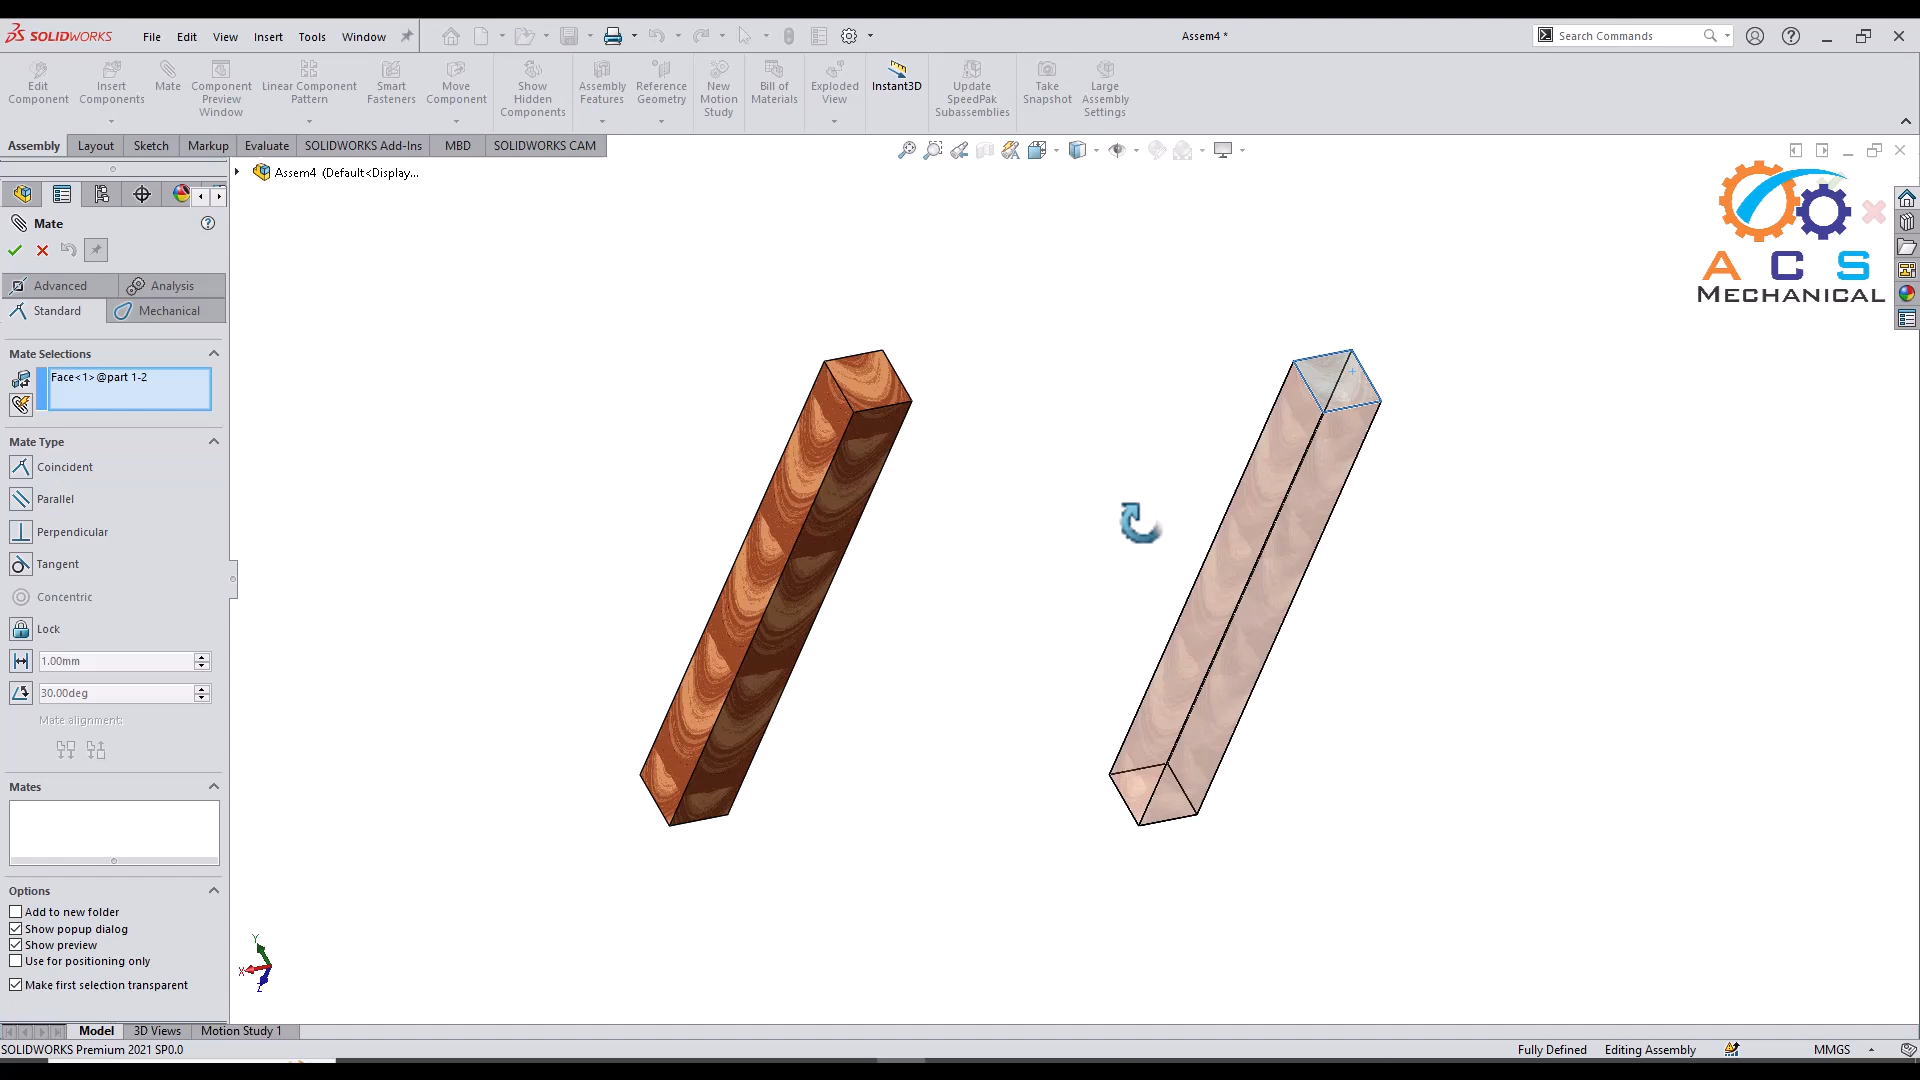 SOLIDWORKS File Edit View Insert Tools Window Assem4 * Search Commands
Edit Component
Insert Components
Mate
Component Preview Window
Linear Component Pattern
Smart Fasteners
Move Component
Show Hidden Components
Assembly Features
Reference Geometry
New Motion Study
Bill of Materials
Exploded View
Instant3D
Update SpeedPak Subassemblies
Take Snapshot
Large Assembly Settings
Assembly Layout Sketch Markup Evaluate SOLIDWORKS Add-Ins MBD SOLIDWORKS CAM
Assem4 (Default<Display...
Mate
Advanced Analysis
Standard Mechanical
Mate Selections
Face<1>@part 1-2
Mate Type
Coincident
Parallel
Perpendicular
Tangent
Concentric
Lock
1.00mm
30.00deg
Mate alignment:
Mates
Options
Add to new folder
Show popup dialog
Show preview
Use for positioning only
Make first selection transparent
A C S
MECHANICAL
Y
X
Z
Model 3D Views Motion Study 1
SOLIDWORKS Premium 2021 SP0.0 Fully Defined Editing Assembly MMGS